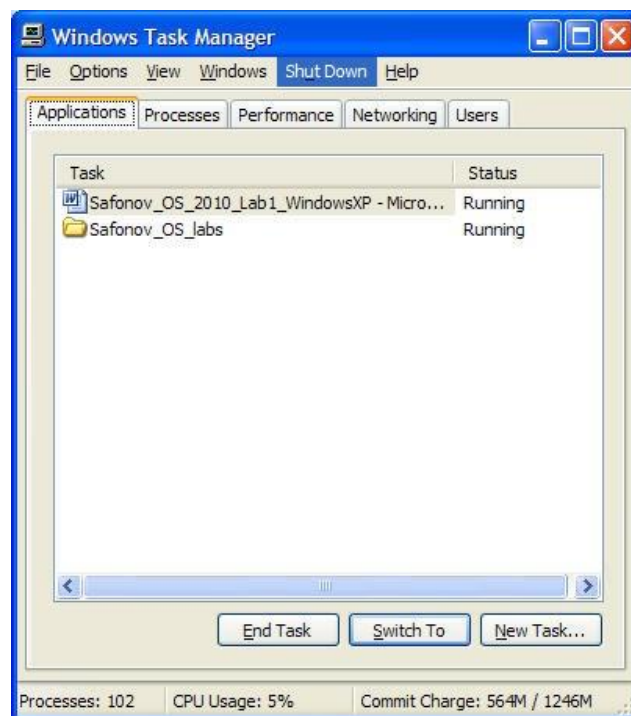 Windows Task Manager
File Options View Windows Shut Down Help
Applications Processes Performance Networking Users
Task Status
Safonov_OS_2010_Lab1_WindowsXP - Micro... Running
Safonov_OS_labs Running
End Task Switch To New Task...
Processes: 102 CPU Usage: 5% Commit Charge: 564M / 1246M